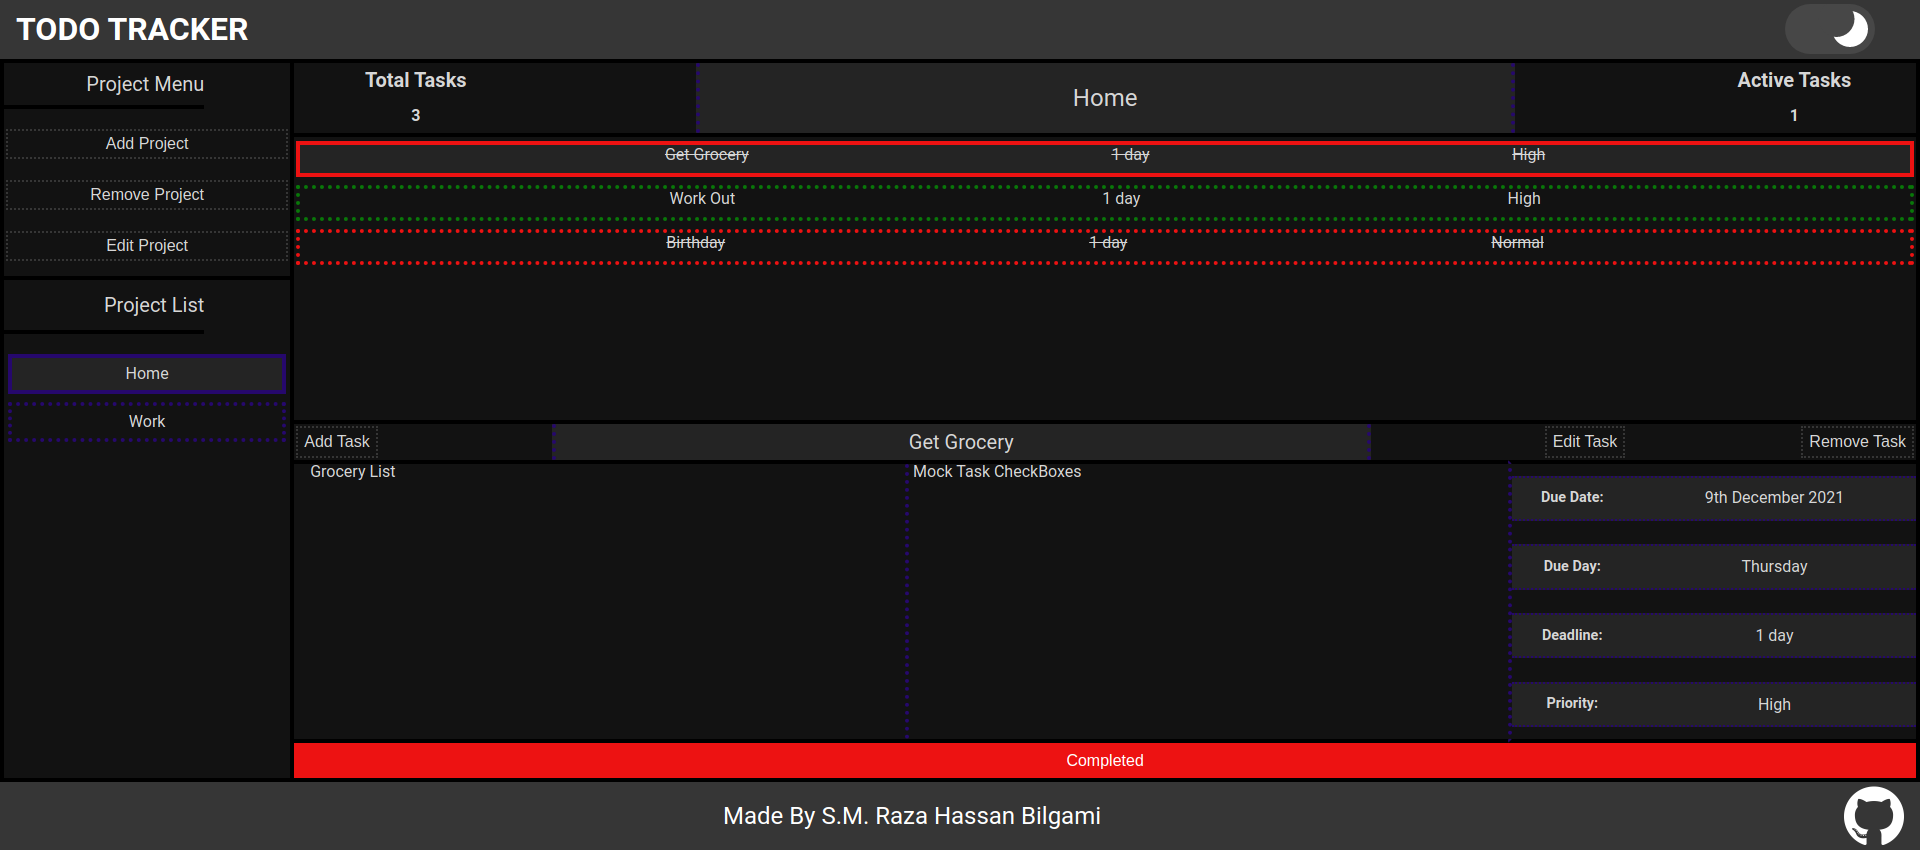 TODO TRACKER
Project Menu
Add Project
Remove Project
Edit Project
Project List
Home
Work
Total Tasks
3
Home
Active Tasks
1
Get Grocery 1 day High
Work Out 1 day High
Birthday 1 day Normal
Add Task
Get Grocery
Edit Task
Remove Task
Grocery List
Mock Task CheckBoxes
Due Date: 9th December 2021
Due Day: Thursday
Deadline: 1 day
Priority: High
Completed
Made By S.M. Raza Hassan Bilgami